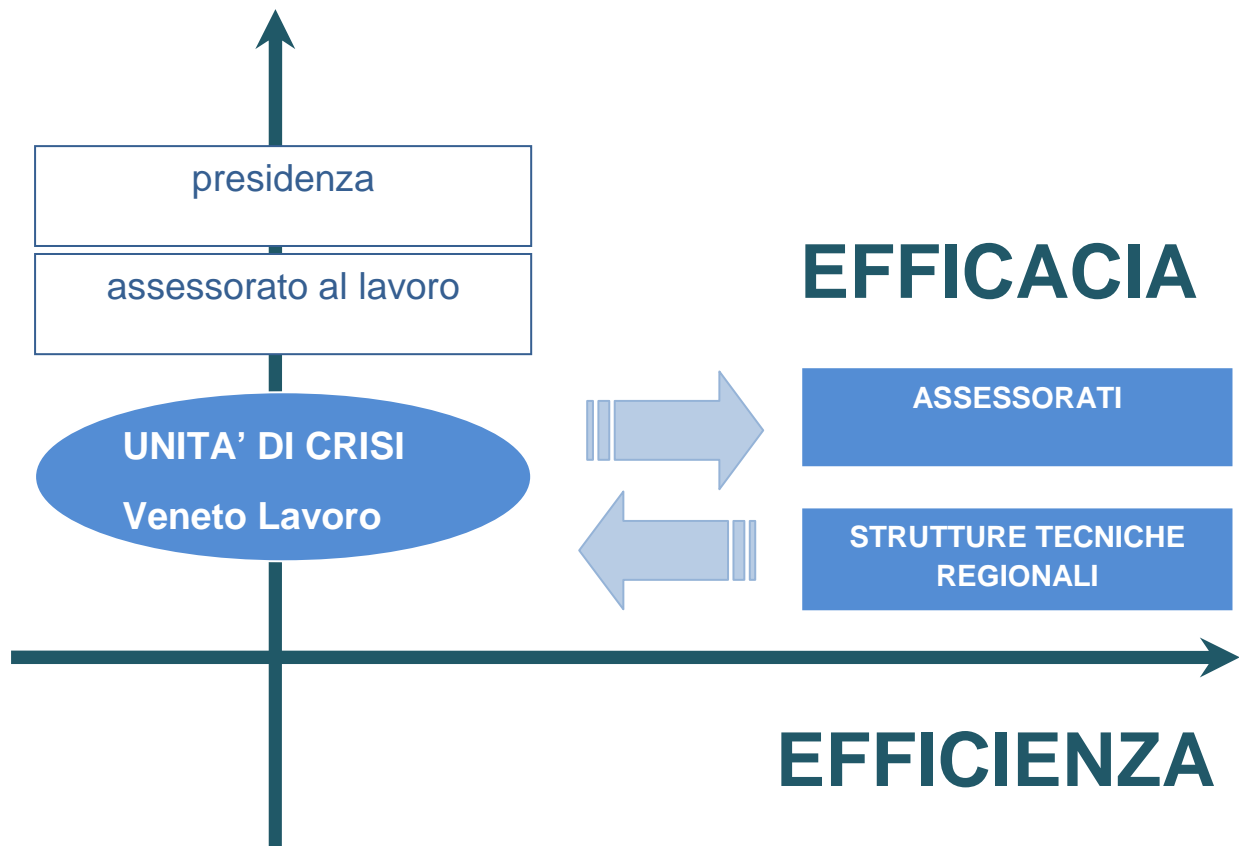 presidenza
assessorato al lavoro
UNITA’ DI CRISI
Veneto Lavoro
EFFICACIA
ASSESSORATI
STRUTTURE TECNICHE
REGIONALI
EFFICIENZA